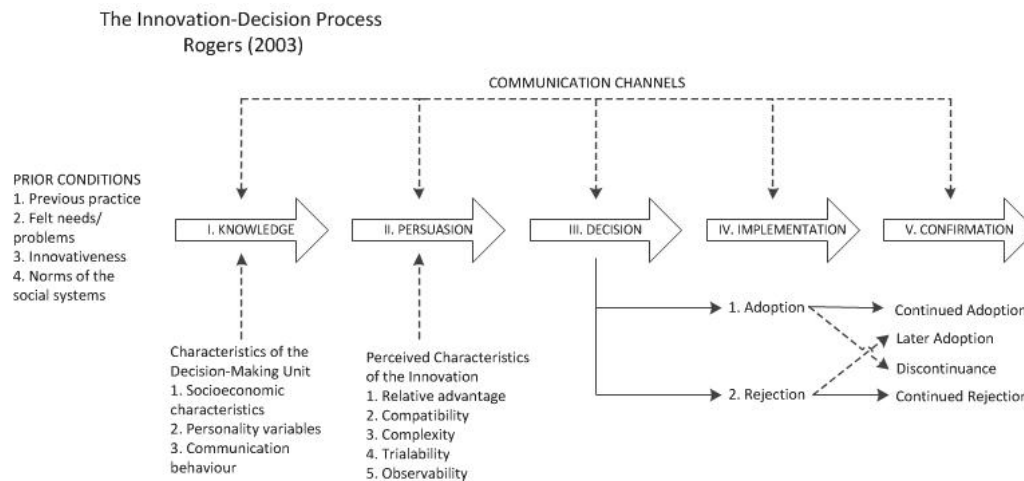 The Innovation-Decision Process
Rogers (2003)
COMMUNICATION CHANNELS
PRIOR CONDITIONS
1. Previous practice
2. Felt needs/
problems
3. Innovativeness
4. Norms of the
social systems
I. KNOWLEDGE
II. PERSUASION
III. DECISION
IV. IMPLEMENTATION
V. CONFIRMATION
Characteristics of the
Decision-Making Unit
1. Socioeconomic
characteristics
2. Personality variables
3. Communication
behaviour
Perceived Characteristics
of the Innovation
1. Relative advantage
2. Compatibility
3. Complexity
4. Trialability
5. Observability
1. Adoption
2. Rejection
Continued Adoption
Later Adoption
Discontinuance
Continued Rejection